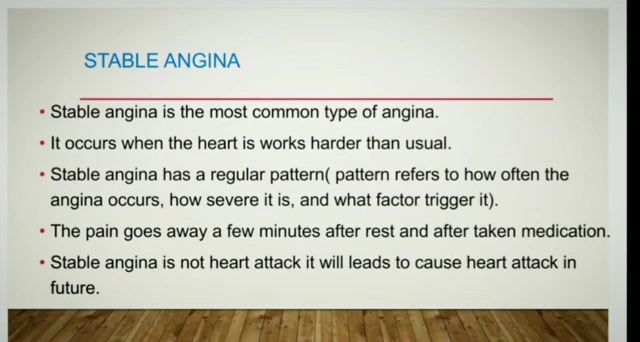 STABLE ANGINA
• Stable angina is the most common type of angina.
• It occurs when the heart is works harder than usual.
• Stable angina has a regular pattern( pattern refers to how often the
angina occurs, how severe it is, and what factor trigger it).
• The pain goes away a few minutes after rest and after taken medication.
• Stable angina is not heart attack it will leads to cause heart attack in
future.